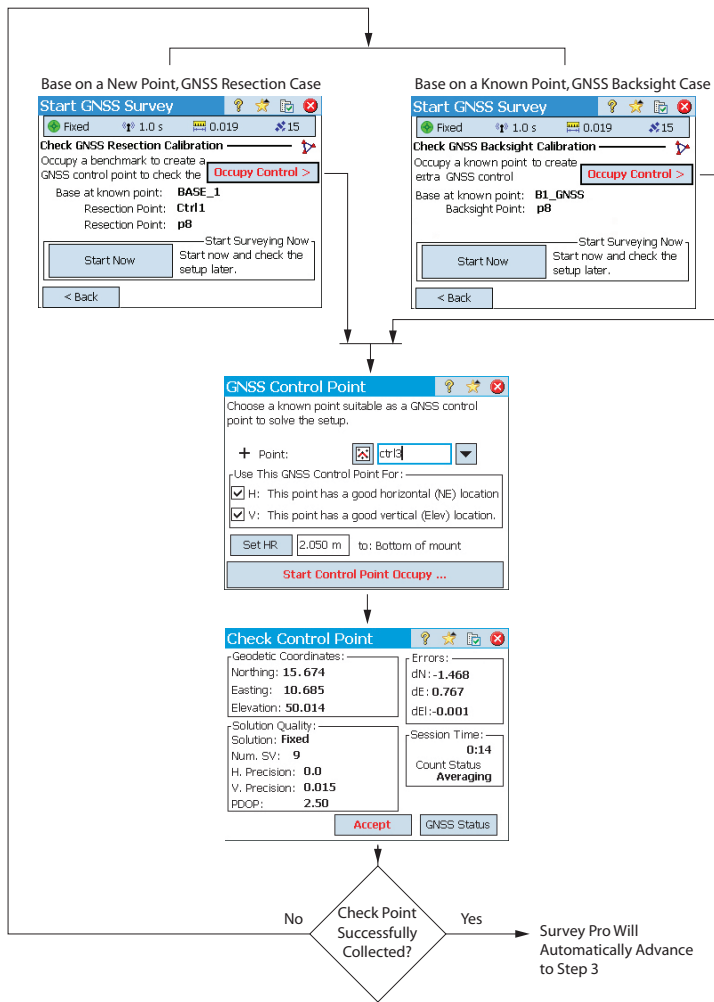 Base on a New Point, GNSS Resection Case
Start GNSS Survey
Fixed 1.0 s 0.019 15
Check GNSS Resection Calibration
Occupy a benchmark to create a
GNSS control point to check the
Occupy Control >
Base at known point: BASE_1
Resection Point: Ctrl1
Resection Point: p8
Start Surveying Now
Start Now
Start now and check the
setup later.
< Back
Base on a Known Point, GNSS Backsight Case
Start GNSS Survey
Fixed 1.0 s 0.019 15
Check GNSS Backsight Calibration
Occupy a known point to create
extra GNSS control
Occupy Control >
Base at known point: B1_GNSS
Backsight Point: p8
Start Surveying Now
Start Now
Start now and check the
setup later.
< Back
GNSS Control Point
Choose a known point suitable as a GNSS control
point to solve the setup.
+ Point: ctrl3
Use This GNSS Control Point For:
H: This point has a good horizontal (NE) location
V: This point has a good vertical (Elev) location.
Set HR 2.050 m to: Bottom of mount
Start Control Point Occupy ...
Check Control Point
Geodetic Coordinates:
Northing: 15.674
Easting: 10.685
Elevation: 50.014
Errors:
dN: -1.468
dE: 0.767
dEl: -0.001
Solution Quality:
Solution: Fixed
Num. SV: 9
H. Precision: 0.0
V. Precision: 0.015
PDOP: 2.50
Session Time:
0:14
Count Status
Averaging
Accept
GNSS Status
No
Check Point
Successfully
Collected?
Yes
Survey Pro Will
Automatically Advance
to Step 3